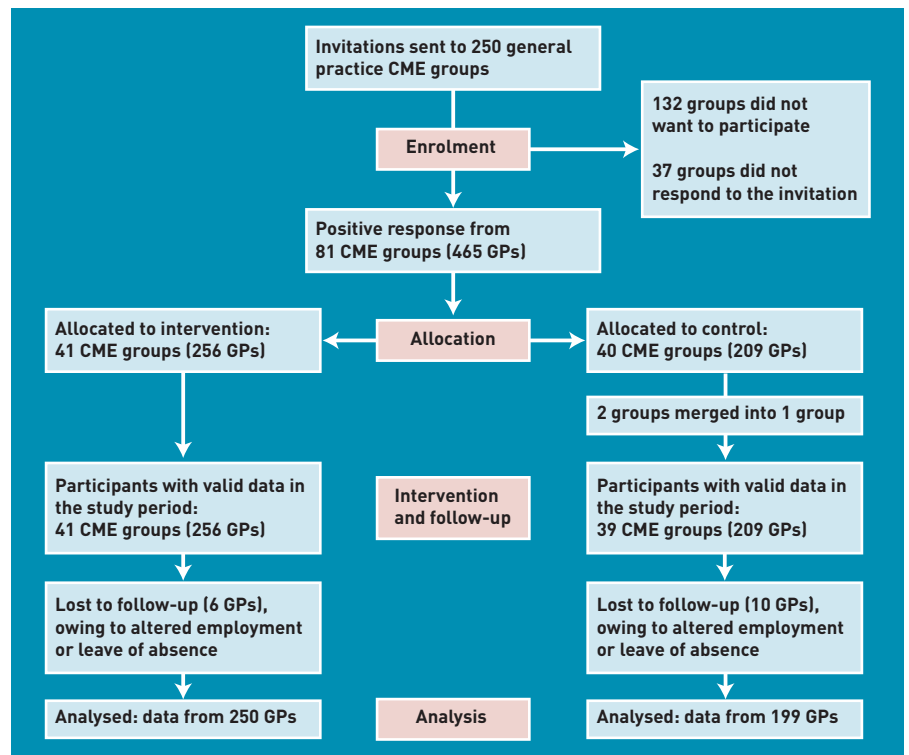 Invitations sent to 250 general
practice CME groups
132 groups did not
want to participate
37 groups did not
respond to the invitation
Enrolment
Positive response from
81 CME groups (465 GPs)
Allocated to intervention:
41 CME groups (256 GPs)
Allocation
Allocated to control:
40 CME groups (209 GPs)
2 groups merged into 1 group
Participants with valid data in
the study period:
41 CME groups (256 GPs)
Intervention
and follow-up
Participants with valid data in
the study period:
39 CME groups (209 GPs)
Lost to follow-up (6 GPs),
owing to altered employment
or leave of absence
Lost to follow-up (10 GPs),
owing to altered employment
or leave of absence
Analysed: data from 250 GPs
Analysis
Analysed: data from 199 GPs